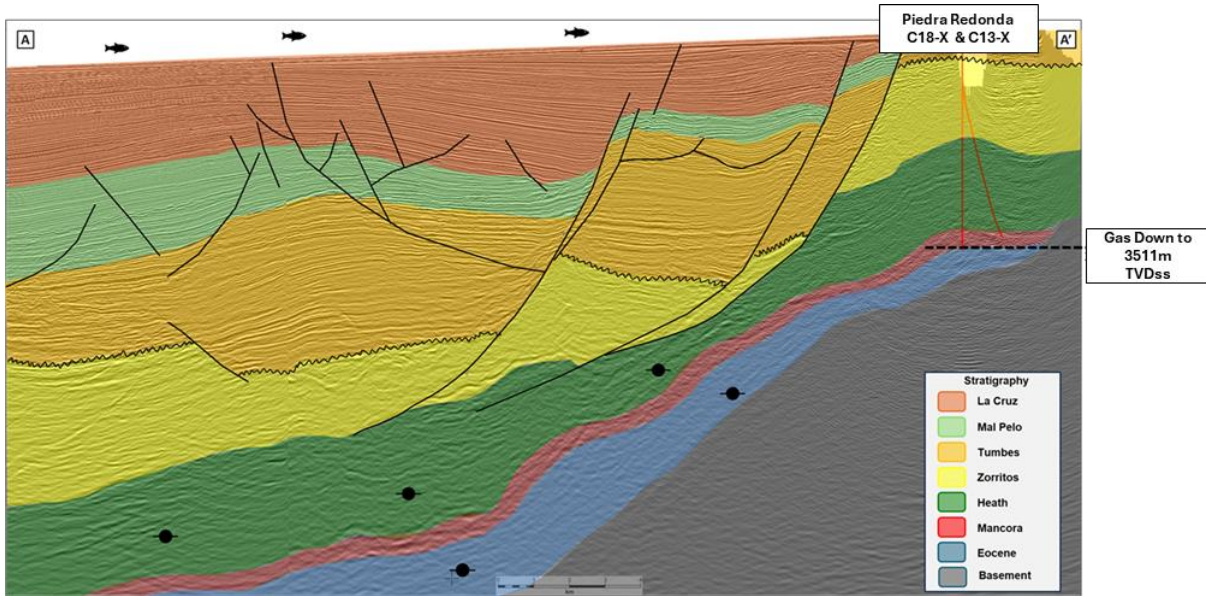 A
Piedra Redonda
C18-X & C13-X
A'
Gas Down to
3511m
TVDss
Stratigraphy
La Cruz
Mal Pelo
Tumbes
Zorritos
Heath
Mancora
Eocene
Basement
km